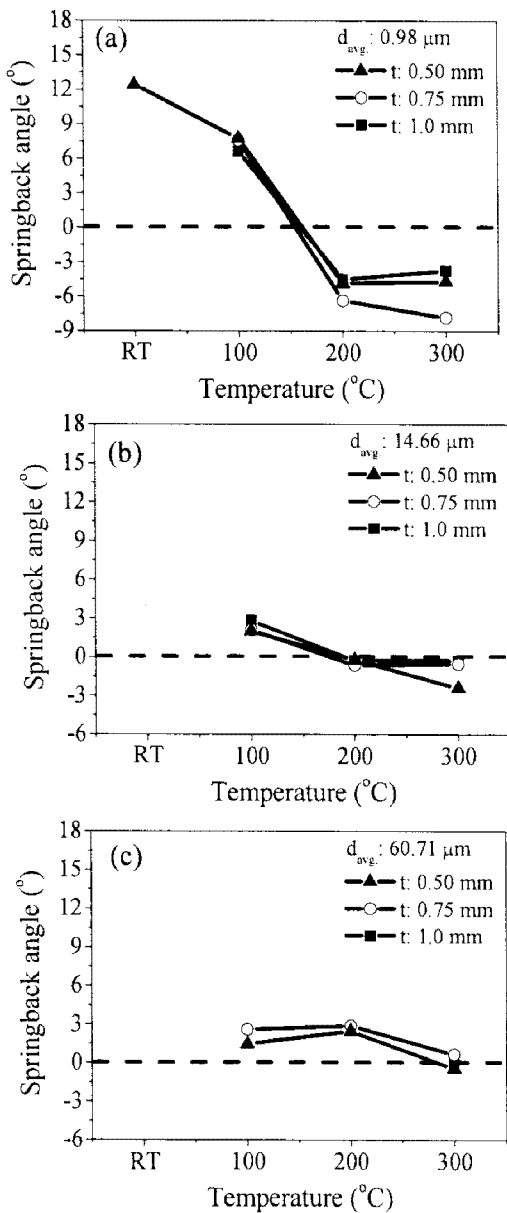 (a)
d avg. : 0.98 μm
t: 0.50 mm
t: 0.75 mm
t: 1.0 mm
18
15
12
9
6
3
0
-3
-6
-9
Springback angle (°)
RT 100 200 300
Temperature (°C)
(b)
d avg. : 14.66 μm
t: 0.50 mm
t: 0.75 mm
t: 1.0 mm
18
15
12
9
6
3
0
-3
-6
Springback angle (°)
RT 100 200 300
Temperature (°C)
(c)
d avg. : 60.71 μm
t: 0.50 mm
t: 0.75 mm
t: 1.0 mm
18
15
12
9
6
3
0
-3
-6
Springback angle (°)
RT 100 200 300
Temperature (°C)